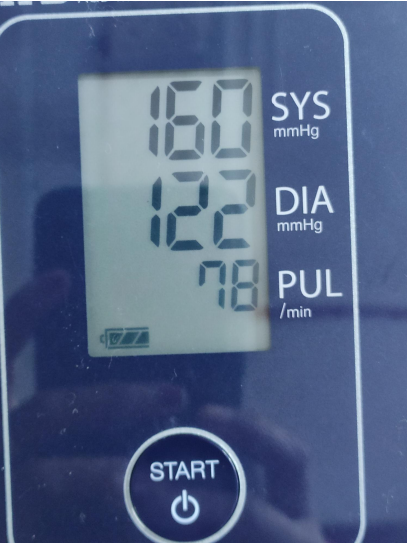 160 SYS
mmHg
122 DIA
mmHg
78 PUL
/min
START